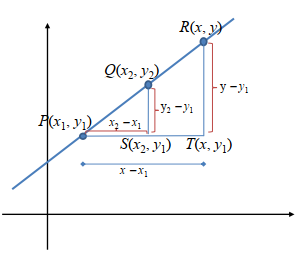 R(x, y)
Q(x₂, y₂)
y – y₁
y₂ – y₁
P(x₁, y₁)
x₂ – x₁
S(x₂, y₁) T(x, y₁)
x – x₁